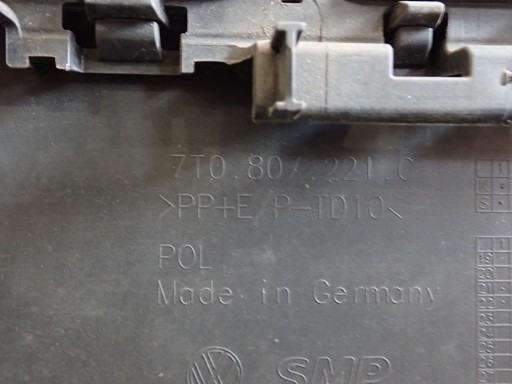 7T0.807.221.C
>PP+E/P-TD10<
POL
Made in Germany
SMP